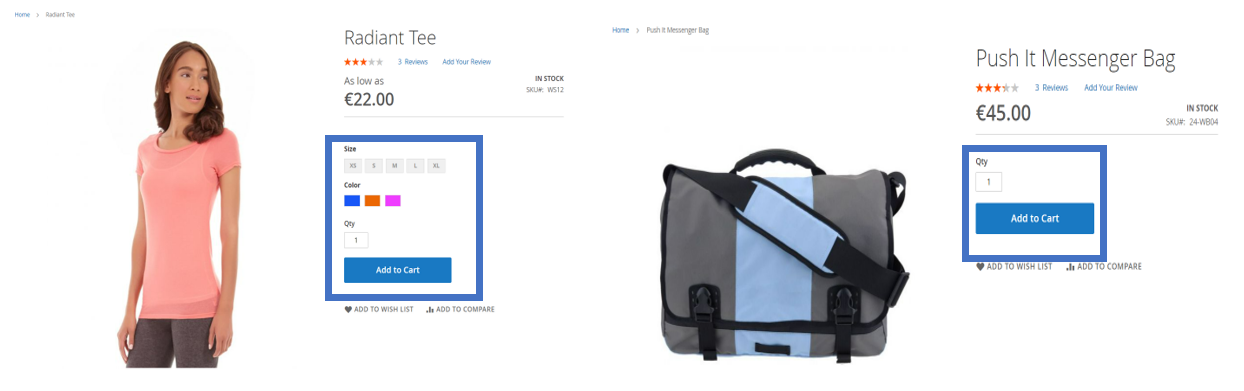 Home > Radiant Tee
Radiant Tee
3 Reviews Add Your Review
As low as
€22.00
IN STOCK
SKU#: WS12
Size
XS S M L XL
Color
Qty
1
Add to Cart
ADD TO WISH LIST ADD TO COMPARE
Home > Push It Messenger Bag
Push It Messenger Bag
3 Reviews Add Your Review
€45.00
IN STOCK
SKU#: 24-WB04
Qty
1
Add to Cart
ADD TO WISH LIST ADD TO COMPARE